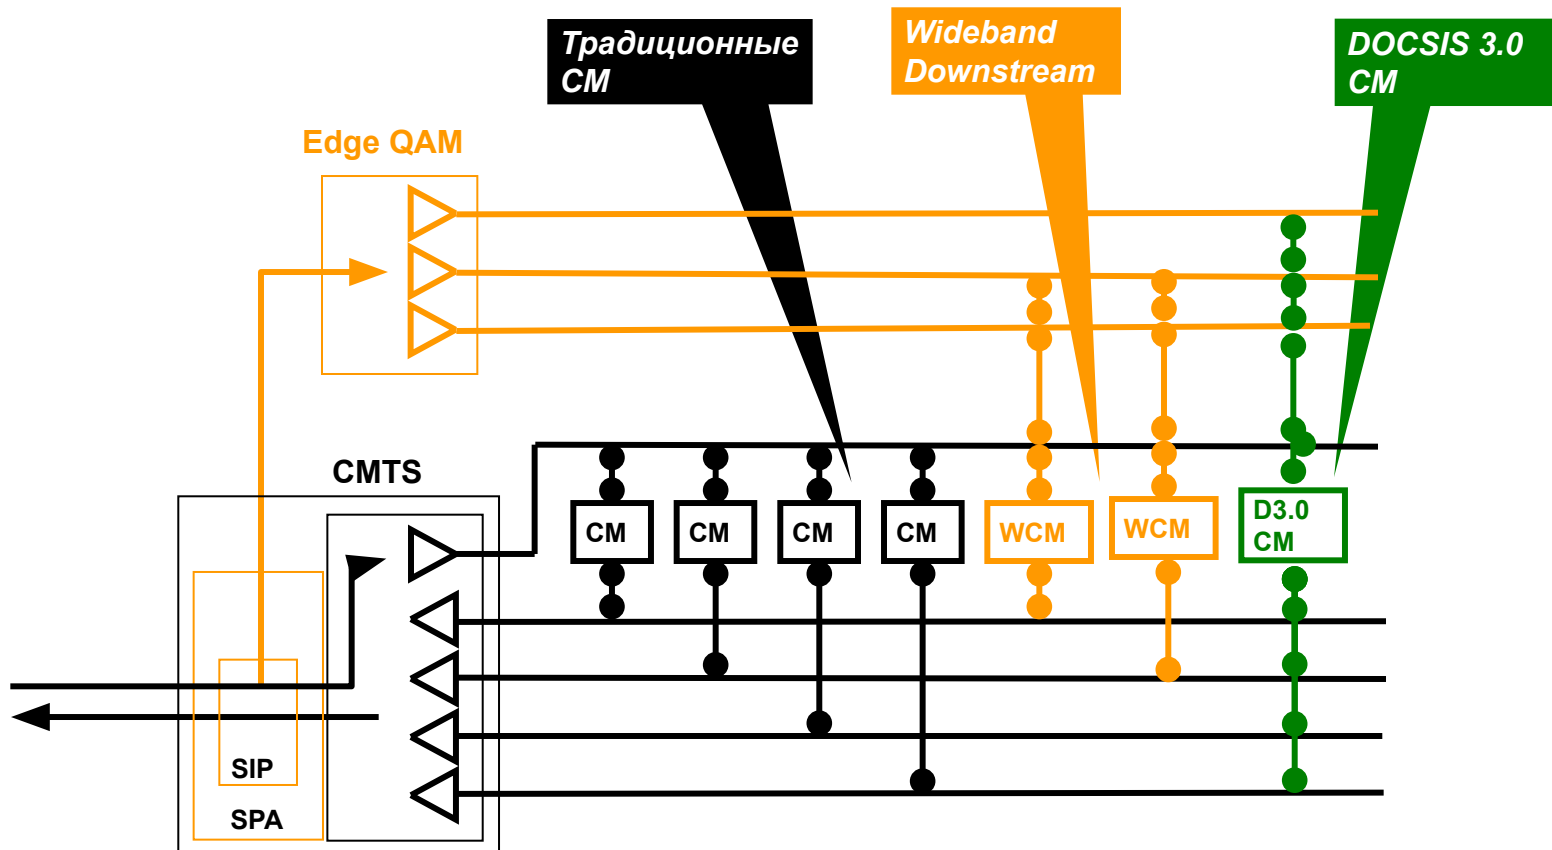 Традиционные
CM
Wideband
Downstream
DOCSIS 3.0
CM
Edge QAM
CMTS
CM
CM
CM
CM
WCM
WCM
D3.0
CM
SIP
SPA